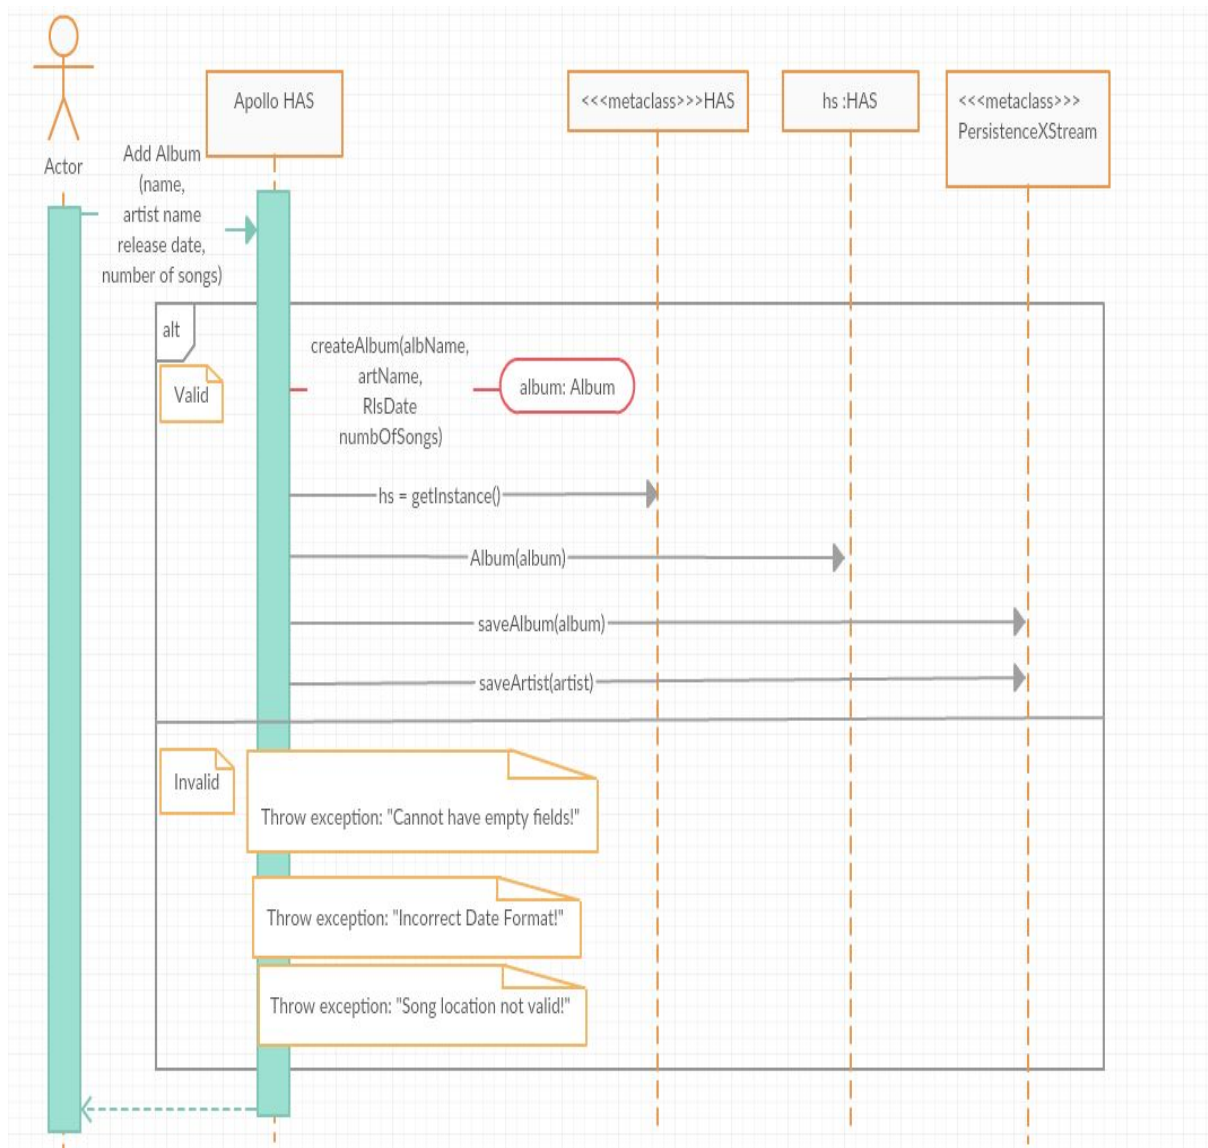 Actor
Apollo HAS
<<<metaclass>>>HAS
hs :HAS
<<<metaclass>>>
PersistenceXStream
Add Album
(name,
artist name
release date,
number of songs)
alt
Valid
createAlbum(albName,
artName,
RlsDate
numbOfSongs)
album: Album
hs = getInstance()
Album(album)
saveAlbum(album)
saveArtist(artist)
Invalid
Throw exception: "Cannot have empty fields!"
Throw exception: "Incorrect Date Format!"
Throw exception: "Song location not valid!"